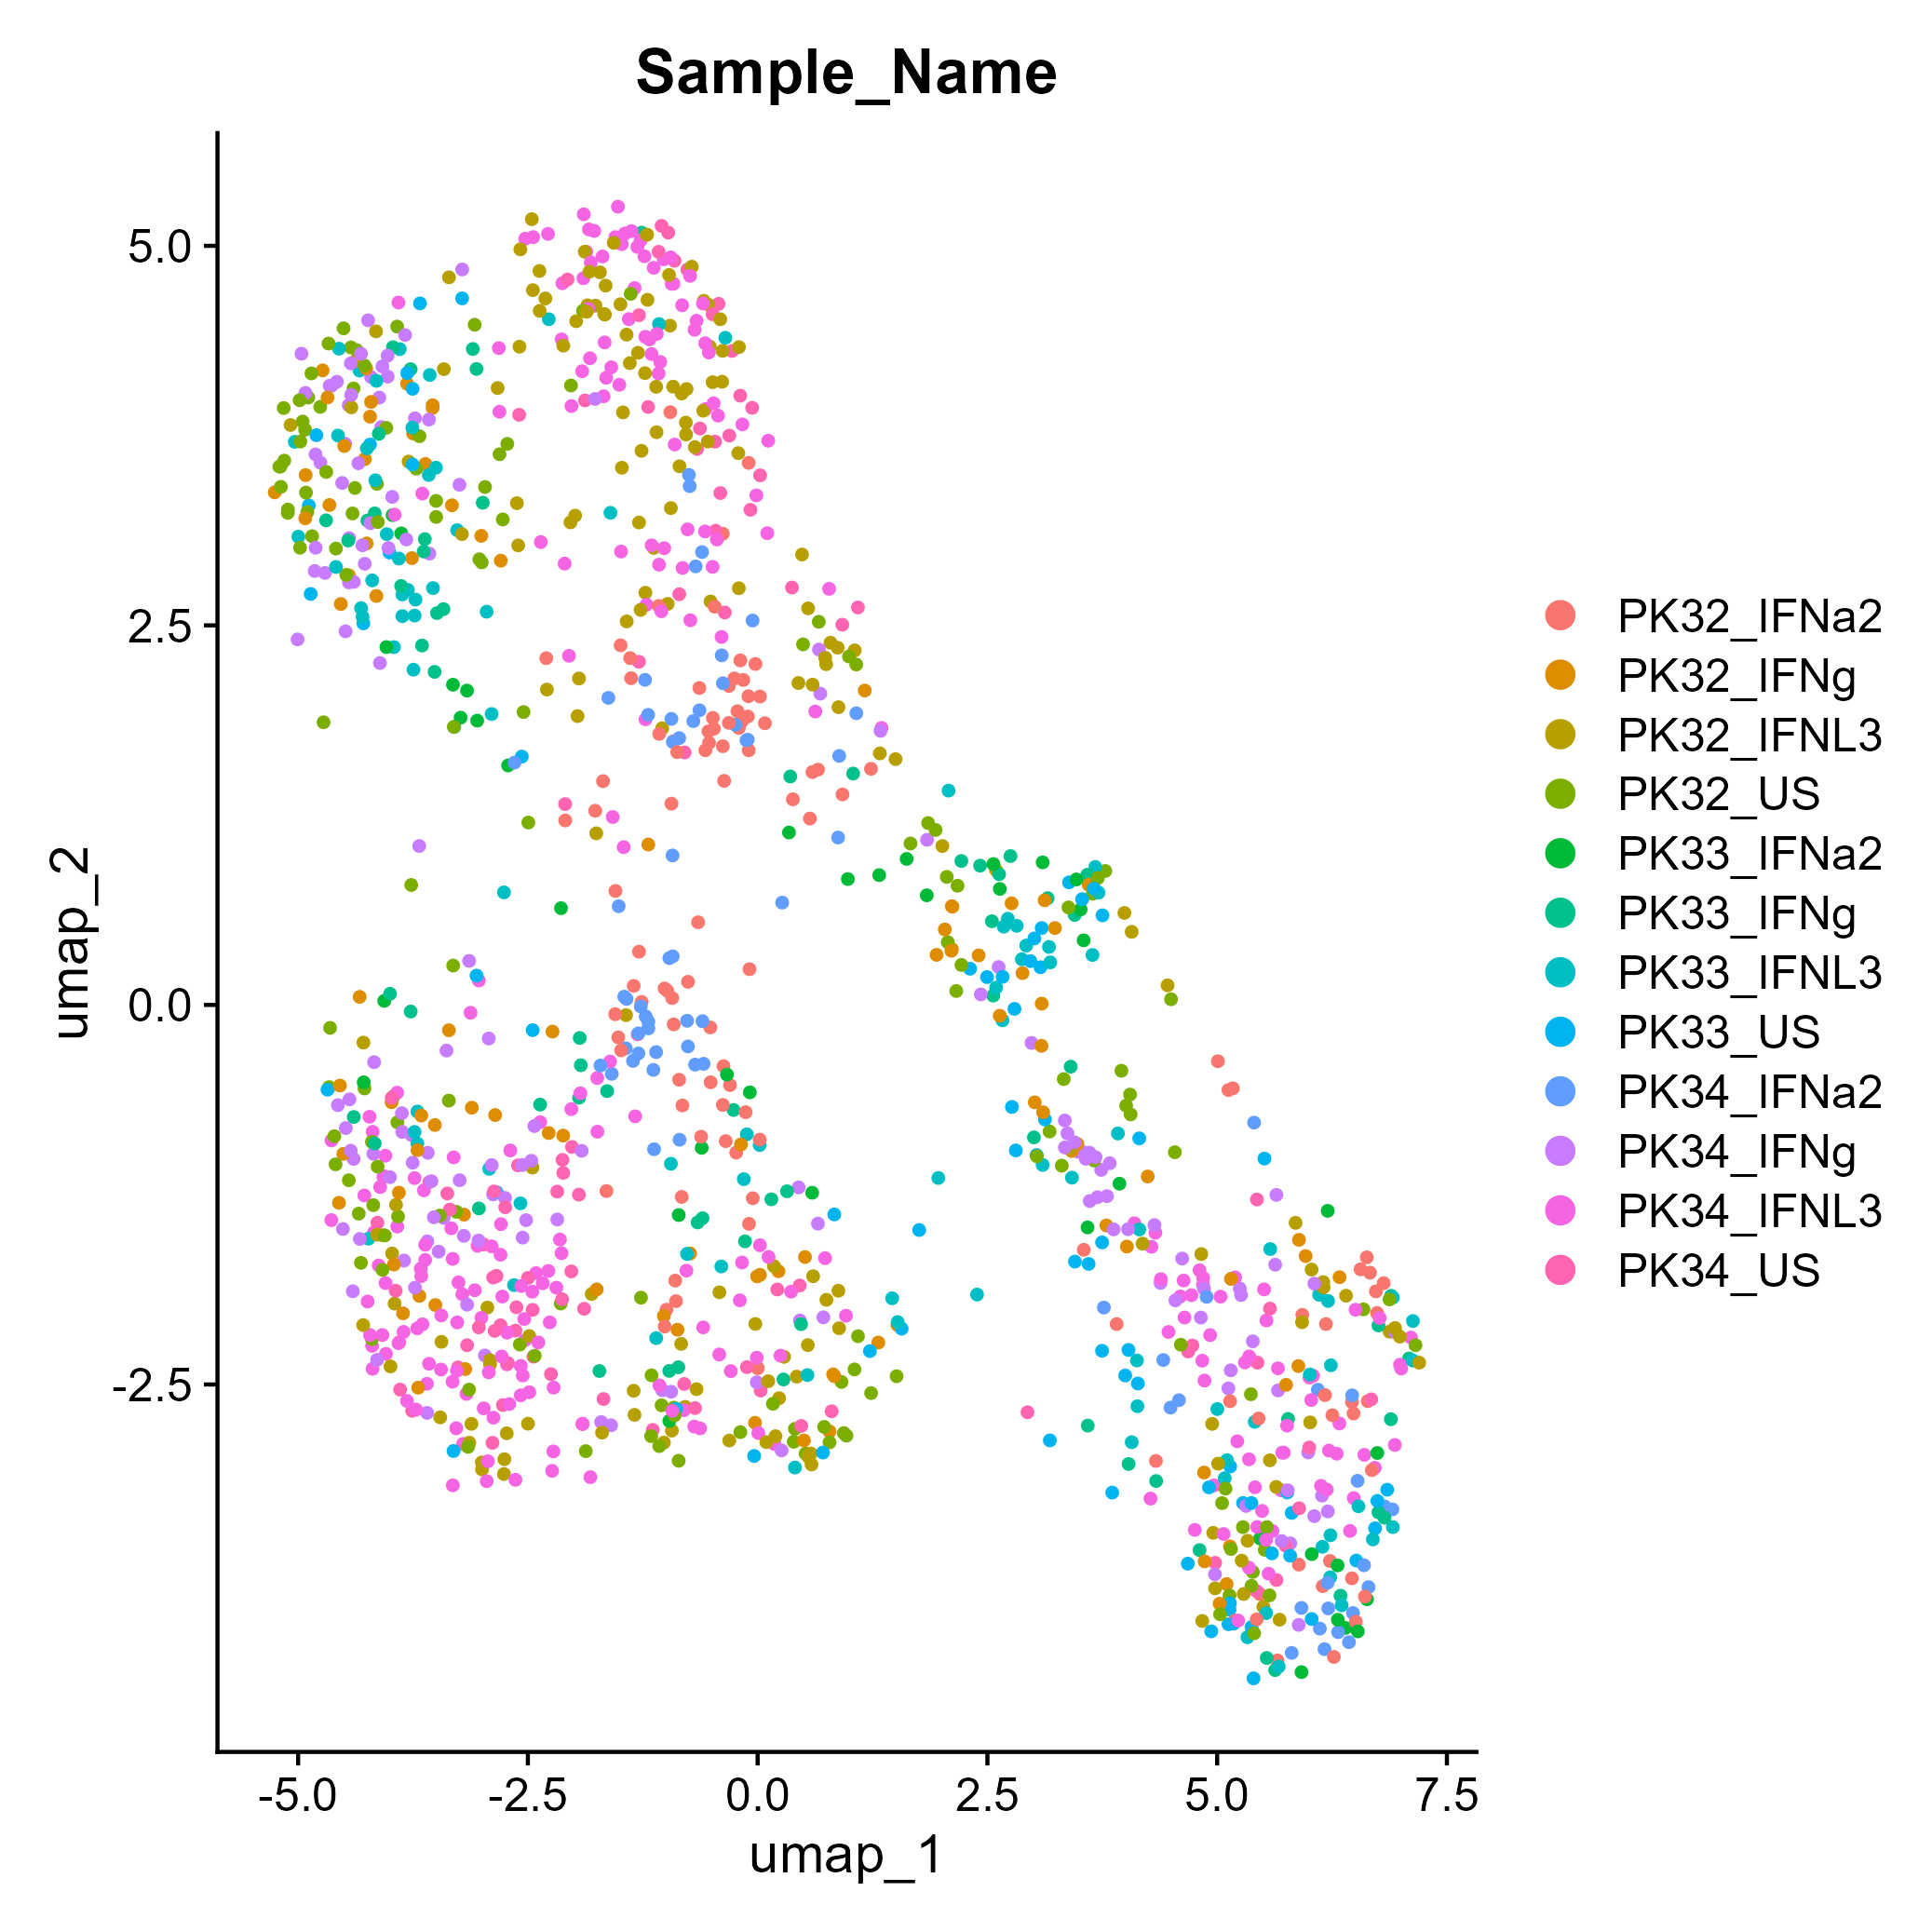 Sample_Name
umap_2
5.0
2.5
0.0
-2.5
-5.0 -2.5 0.0 2.5 5.0 7.5
umap_1
PK32_IFNa2
PK32_IFNg
PK32_IFNL3
PK32_US
PK33_IFNa2
PK33_IFNg
PK33_IFNL3
PK33_US
PK34_IFNa2
PK34_IFNg
PK34_IFNL3
PK34_US